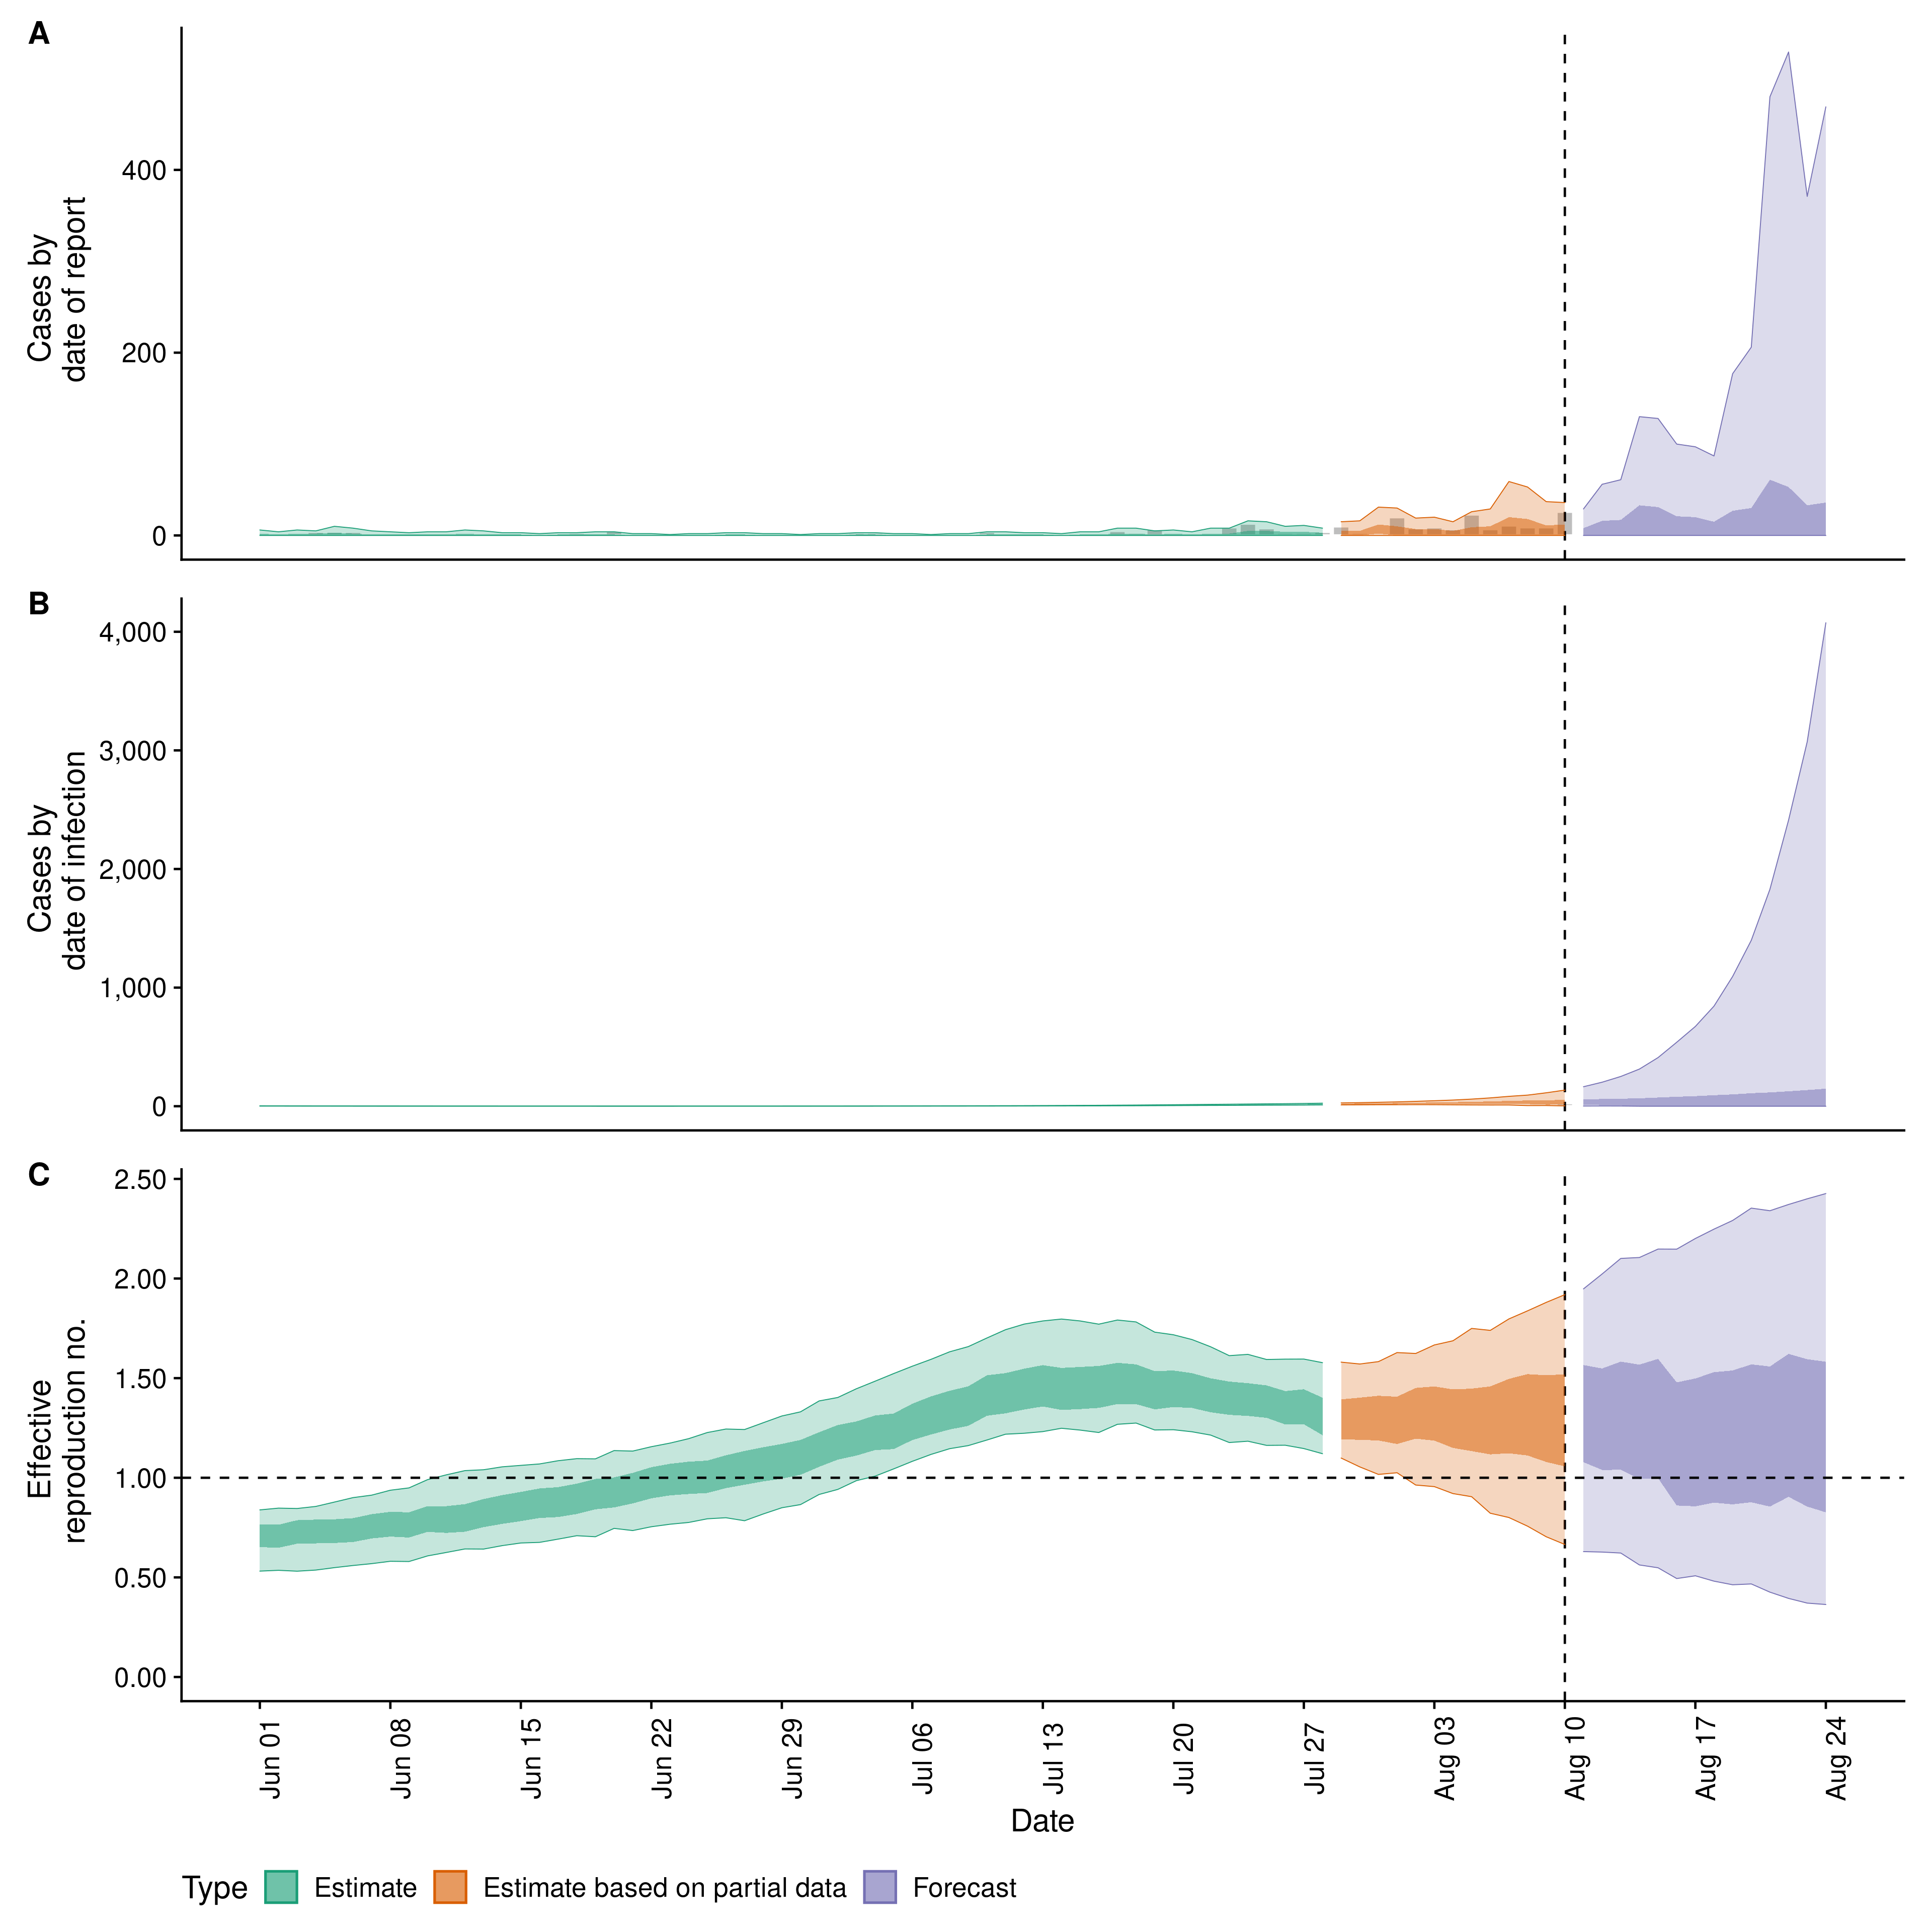 A
Cases by
date of report
400
200
0
B
Cases by
date of infection
4,000
3,000
2,000
1,000
0
C
Effective
reproduction no.
2.50
2.00
1.50
1.00
0.50
0.00
Jun 01
Jun 08
Jun 15
Jun 22
Jun 29
Jul 06
Jul 13
Jul 20
Jul 27
Aug 03
Aug 10
Aug 17
Aug 24
Date
Type Estimate Estimate based on partial data Forecast